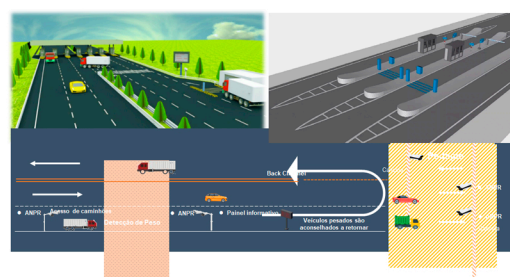 Back Channel
ANPR
Acesso de caminhões
Detecção de Peso
ANPR
Painel informativo
Veículos pesados são
aconselhados a retornar
Pedágio
ANPR
ANPR